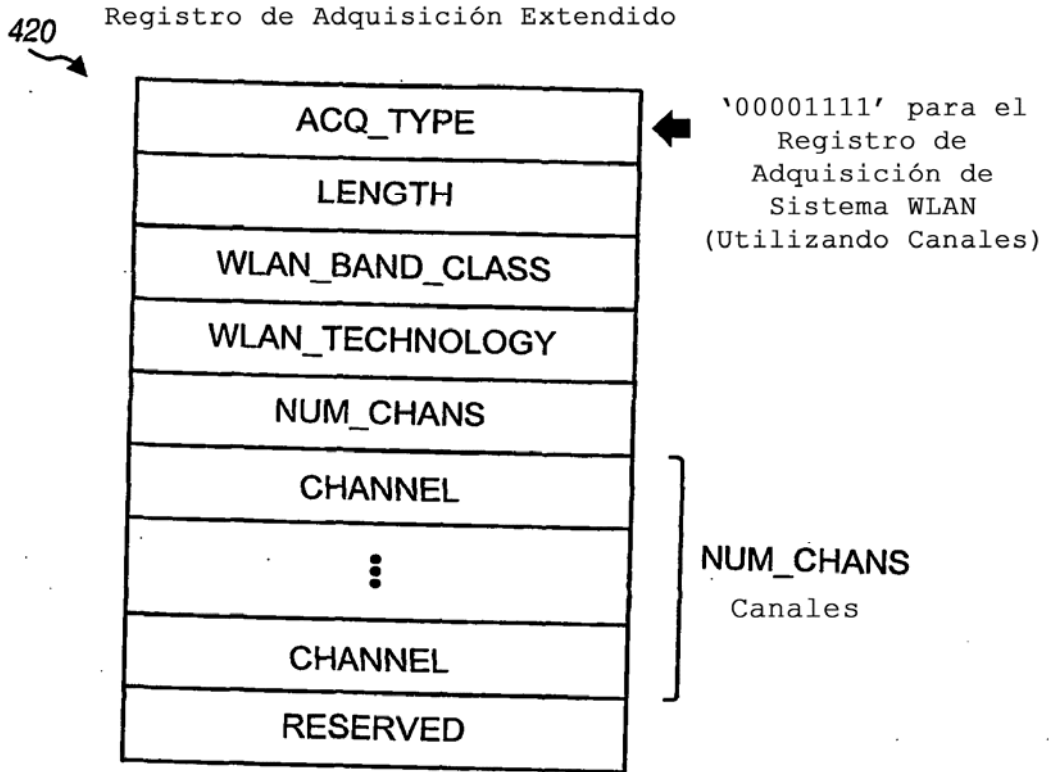 Registro de Adquisición Extendido
420
ACQ_TYPE
'00001111' para el
Registro de
Adquisición de
Sistema WLAN
(Utilizando Canales)
LENGTH
WLAN_BAND_CLASS
WLAN_TECHNOLOGY
NUM_CHANS
CHANNEL
NUM_CHANS
Canales
CHANNEL
RESERVED